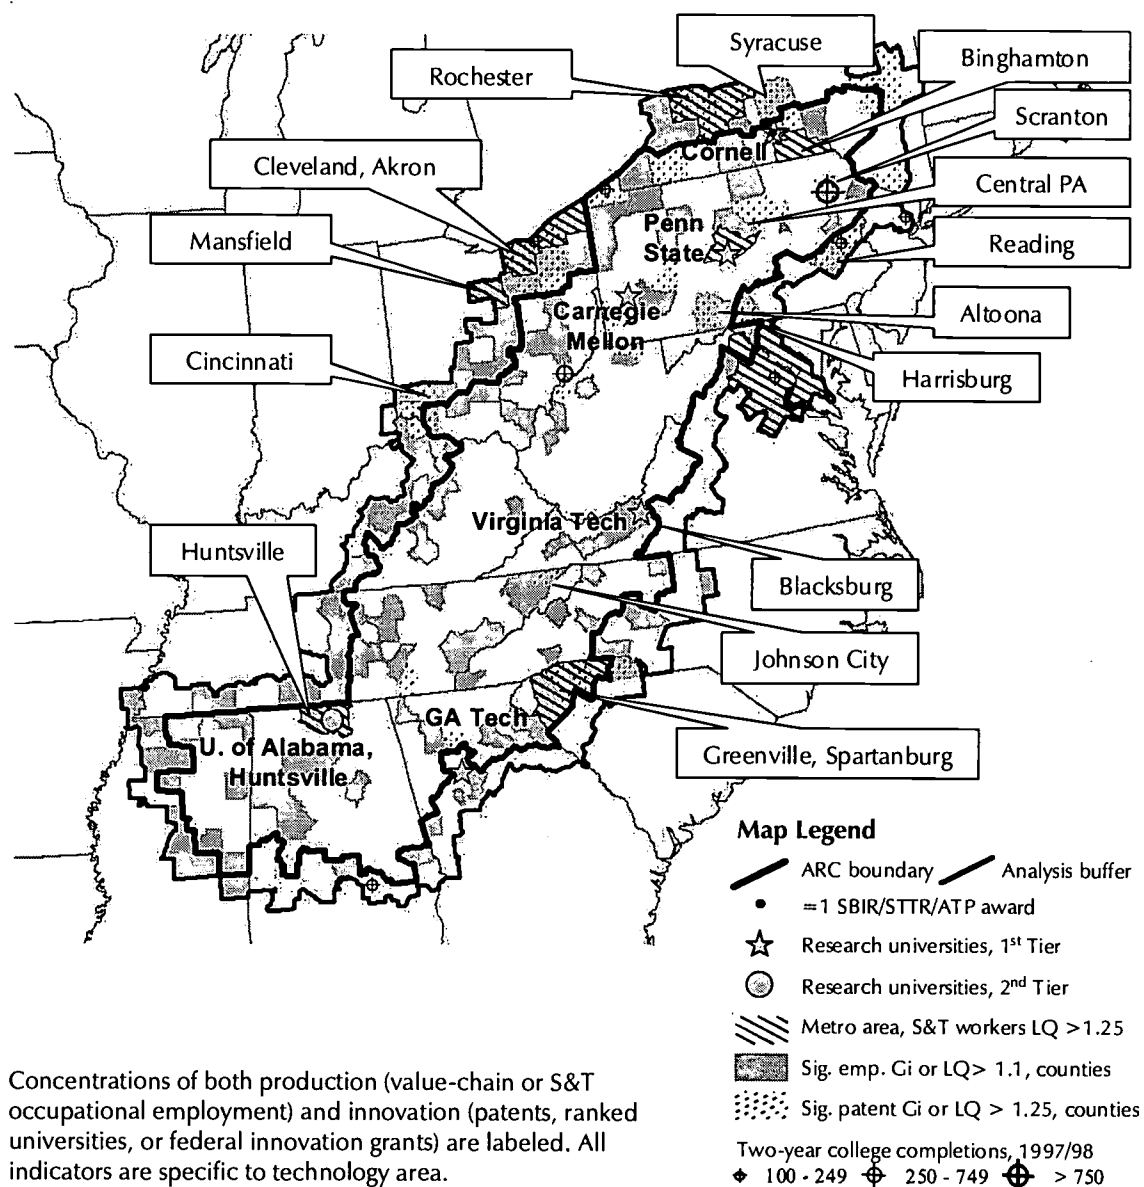 Syracuse
Binghamton
Rochester
Scranton
Cleveland, Akron
Cornell
Central PA
Mansfield
Penn
State
Reading
Carnegie
Mellon
Altoona
Cincinnati
Harrisburg
Virginia Tech
Huntsville
Blacksburg
Johnson City
GA Tech
U. of Alabama,
Huntsville
Greenville, Spartanburg
Map Legend
ARC boundary Analysis buffer
=1 SBIR/STTR/ATP award
Research universities, 1st Tier
Research universities, 2nd Tier
Metro area, S&T workers LQ >1.25
Sig. emp. Gi or LQ> 1.1, counties
Sig. patent Gi or LQ > 1.25, counties
Two-year college completions, 1997/98
100 - 249 250 - 749 > 750
Concentrations of both production (value-chain or S&T
occupational employment) and innovation (patents, ranked
universities, or federal innovation grants) are labeled. All
indicators are specific to technology area.